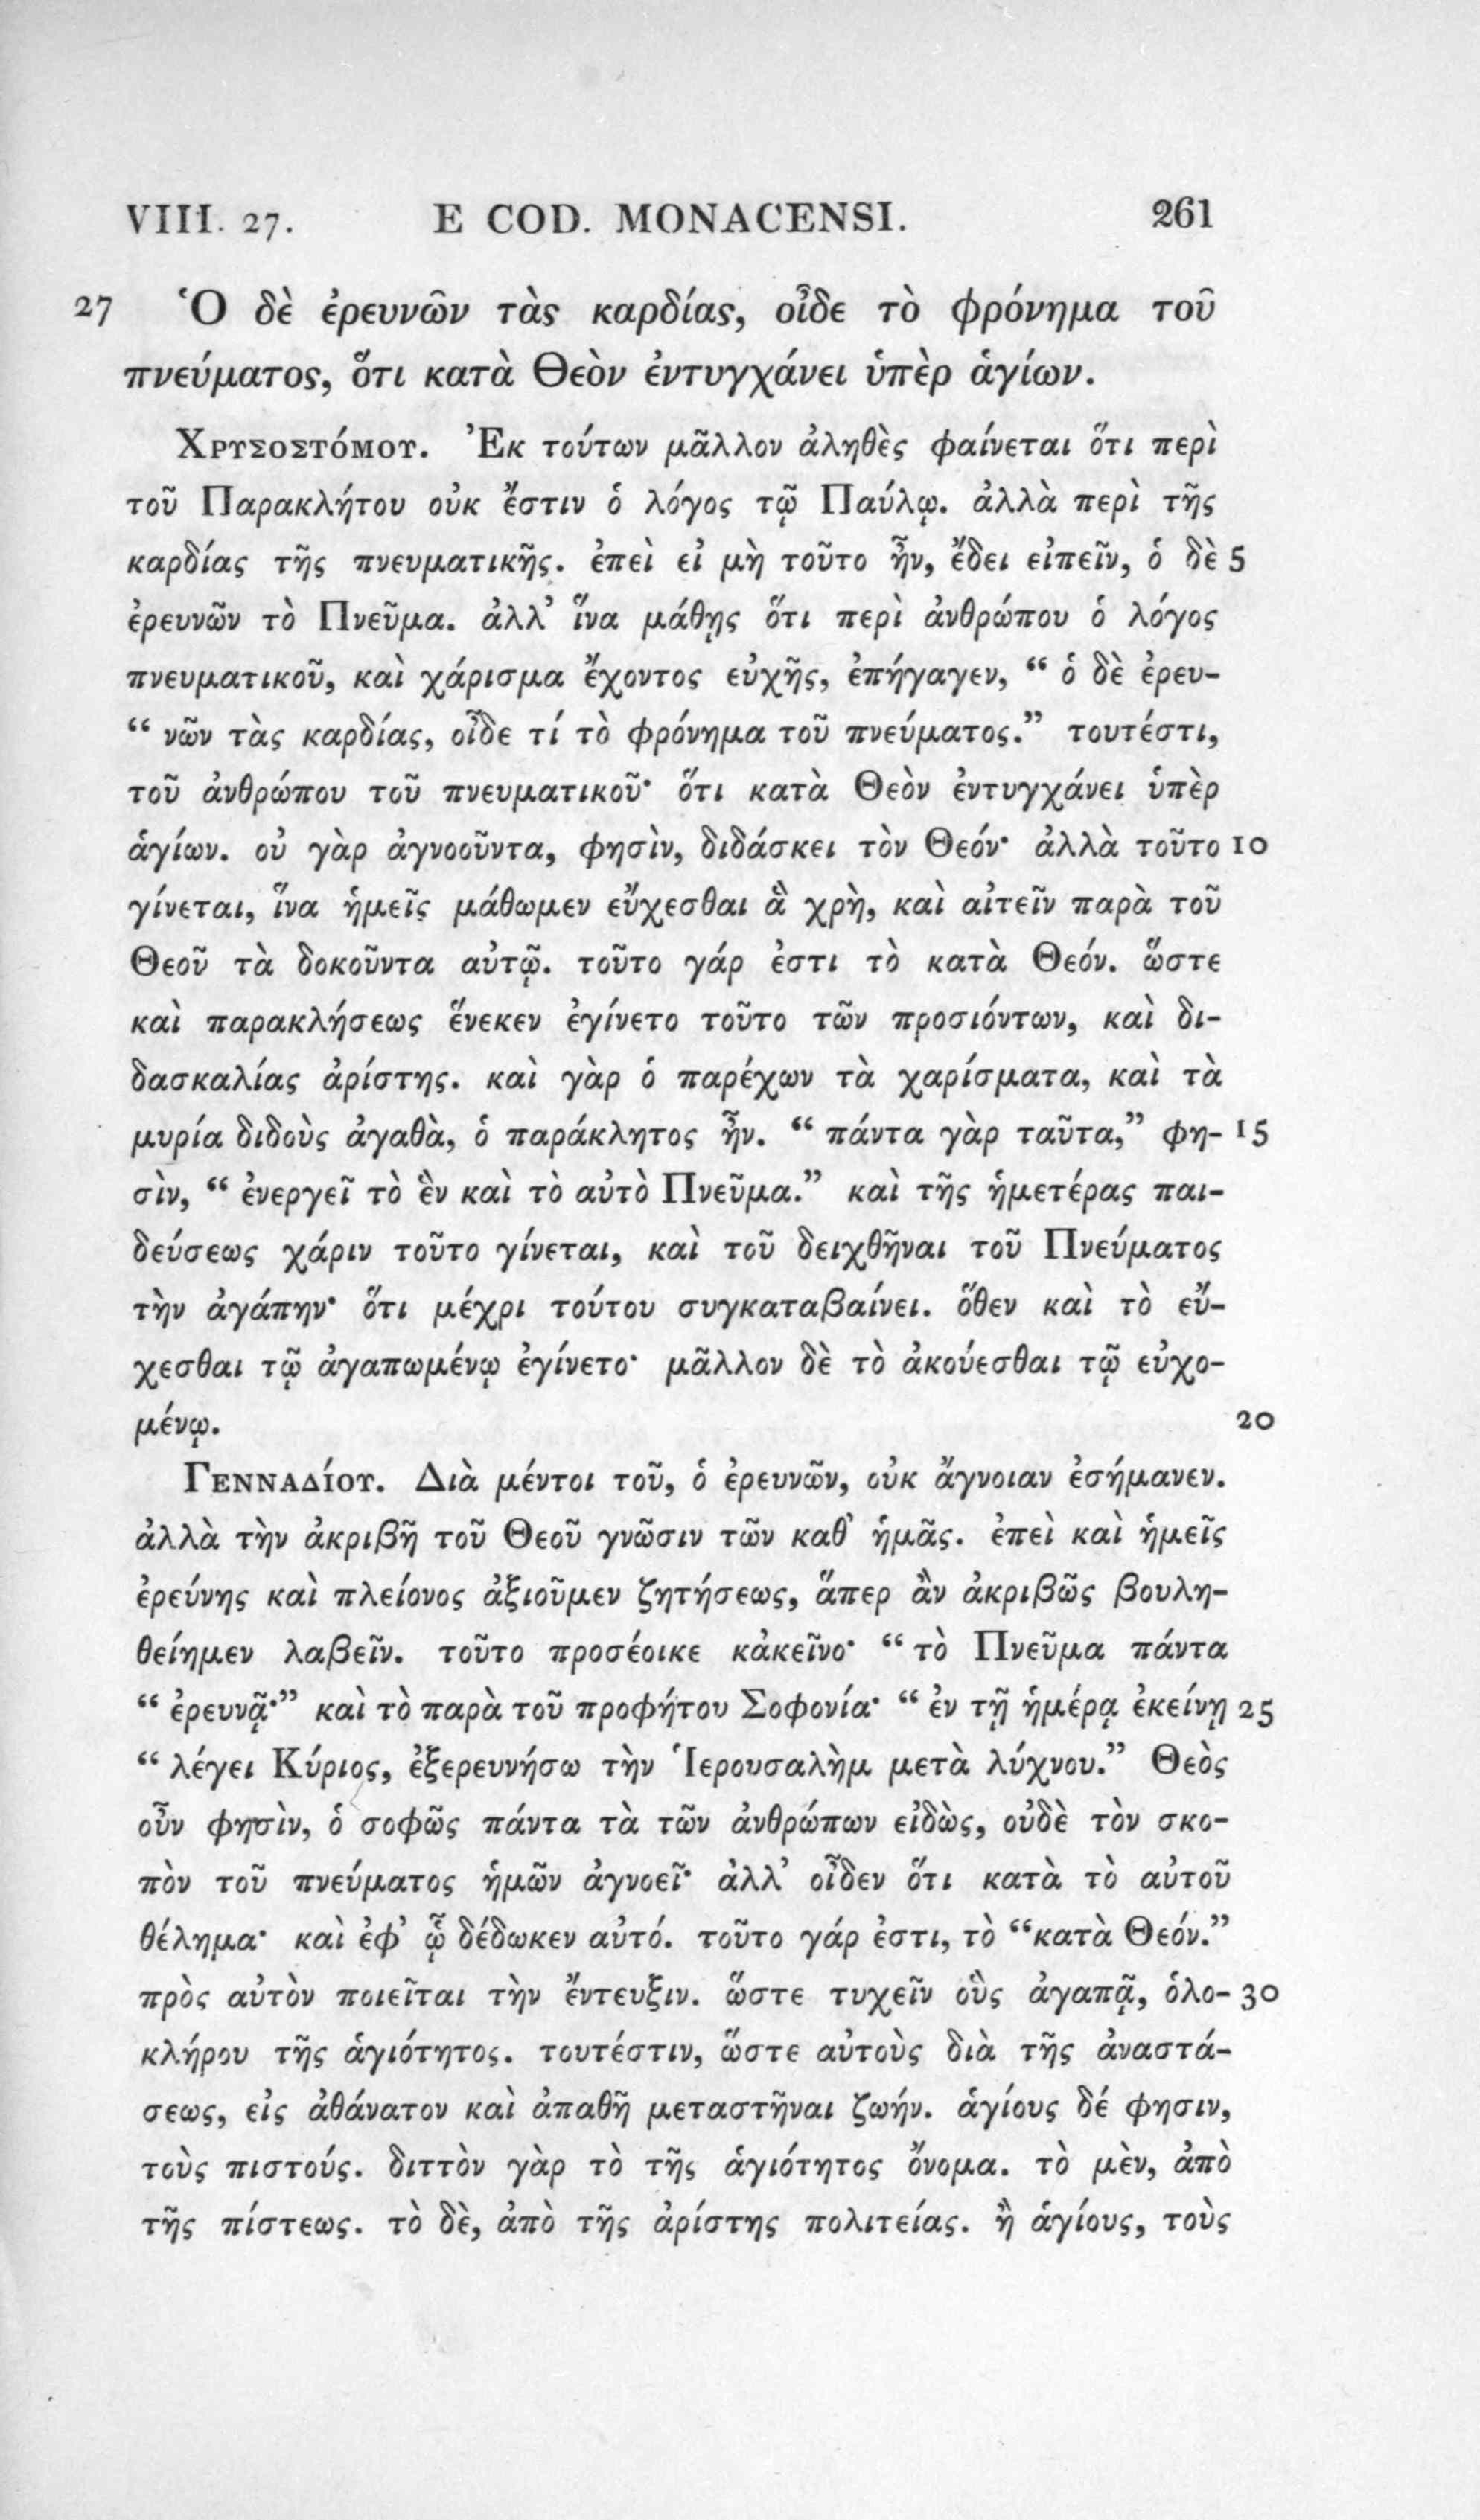 VIII. 27. E COD. MONACENSI. 261
27 Ὁ δὲ ἐρευνῶν τὰς καρδίας, οἶδε τὸ φρόνημα τοῦ
πνεύματος, ὅτι κατὰ Θεὸν ἐντυγχάνει ὑπὲρ ἁγίων.
Χρυσοστόμου. Ἐκ τούτων μᾶλλον ἀληθὲς φαίνεται ὅτι περὶ
τοῦ Παρακλήτου οὐκ ἔστιν ὁ λόγος τῷ Παύλῳ. ἀλλὰ περὶ τῆς
καρδίας τῆς πνευματικῆς. ἐπεὶ εἰ μὴ τοῦτο ἦν, ἔδει εἰπεῖν, ὁ δὲ 5
ἐρευνῶν τὸ Πνεῦμα. ἀλλ’ ἵνα μάθῃς ὅτι περὶ ἀνθρώπου ὁ λόγος
πνευματικοῦ, καὶ χάρισμα ἔχοντος εὐχῆς, ἐπήγαγεν, “ ὁ δὲ ἐρευ-
“ νῶν τὰς καρδίας, οἶδε τί τὸ φρόνημα τοῦ πνεύματος.” τουτέστι,
τοῦ ἀνθρώπου τοῦ πνευματικοῦ· ὅτι κατὰ Θεὸν ἐντυγχάνει ὑπὲρ
ἁγίων. οὐ γὰρ ἀγνοοῦντα, φησὶν, διδάσκει τὸν Θεόν· ἀλλὰ τοῦτο 10
γίνεται, ἵνα ἡμεῖς μάθωμεν εὔχεσθαι ἃ χρὴ, καὶ αἰτεῖν παρὰ τοῦ
Θεοῦ τὰ δοκοῦντα αὐτῷ. τοῦτο γάρ ἐστι τὸ κατὰ Θεόν. ὥστε
καὶ παρακλήσεως ἕνεκεν ἐγίνετο τοῦτο τῶν προσιόντων, καὶ δι-
δασκαλίας ἀρίστης. καὶ γὰρ ὁ παρέχων τὰ χαρίσματα, καὶ τὰ
μυρία διδοὺς ἀγαθὰ, ὁ παράκλητος ἦν. “ πάντα γὰρ ταῦτα,” φη- 15
σὶν, “ ἐνεργεῖ τὸ ἓν καὶ τὸ αὐτὸ Πνεῦμα.” καὶ τῆς ἡμετέρας παι-
δεύσεως χάριν τοῦτο γίνεται, καὶ τοῦ δειχθῆναι τοῦ Πνεύματος
τὴν ἀγάπην· ὅτι μέχρι τούτου συγκαταβαίνει. ὅθεν καὶ τὸ εὔ-
χεσθαι τῷ ἀγαπωμένῳ ἐγίνετο· μᾶλλον δὲ τὸ ἀκούεσθαι τῷ εὐχο-
μένῳ. 20
Γενναδίου. Διὰ μέντοι τοῦ, ὁ ἐρευνῶν, οὐκ ἄγνοιαν ἐσήμανεν.
ἀλλὰ τὴν ἀκριβῆ τοῦ Θεοῦ γνῶσιν τῶν καθ’ ἡμᾶς. ἐπεὶ καὶ ἡμεῖς
ἐρεύνης καὶ πλείονος ἀξιοῦμεν ζητήσεως, ἅπερ ἂν ἀκριβῶς βουλη-
θείημεν λαβεῖν. τοῦτο προσέοικε κἀκεῖνο· “ τὸ Πνεῦμα πάντα
“ ἐρευνᾷ·” καὶ τὸ παρὰ τοῦ προφήτου Σοφονία· “ ἐν τῇ ἡμέρᾳ ἐκείνῃ 25
“ λέγει Κύριος, ἐξερευνήσω τὴν Ἱερουσαλὴμ μετὰ λύχνου.” Θεὸς
οὖν φησὶν, ὁ σοφῶς πάντα τὰ τῶν ἀνθρώπων εἰδὼς, οὐδὲ τὸν σκο-
πὸν τοῦ πνεύματος ἡμῶν ἀγνοεῖ· ἀλλ’ οἶδεν ὅτι κατὰ τὸ αὐτοῦ
θέλημα· καὶ ἐφ’ ᾧ δέδωκεν αὐτό. τοῦτο γάρ ἐστι, τὸ “κατὰ Θεόν.”
πρὸς αὐτὸν ποιεῖται τὴν ἔντευξιν. ὥστε τυχεῖν οὓς ἀγαπᾷ, ὁλο- 30
κλήρου τῆς ἁγιότητος. τουτέστιν, ὥστε αὐτοὺς διὰ τῆς ἀναστά-
σεως, εἰς ἀθάνατον καὶ ἀπαθῆ μεταστῆναι ζωήν. ἁγίους δέ φησιν,
τοὺς πιστούς. διττὸν γὰρ τὸ τῆς ἁγιότητος ὄνομα. τὸ μὲν, ἀπὸ
τῆς πίστεως. τὸ δὲ, ἀπὸ τῆς ἀρίστης πολιτείας. ἢ ἁγίους, τοὺς